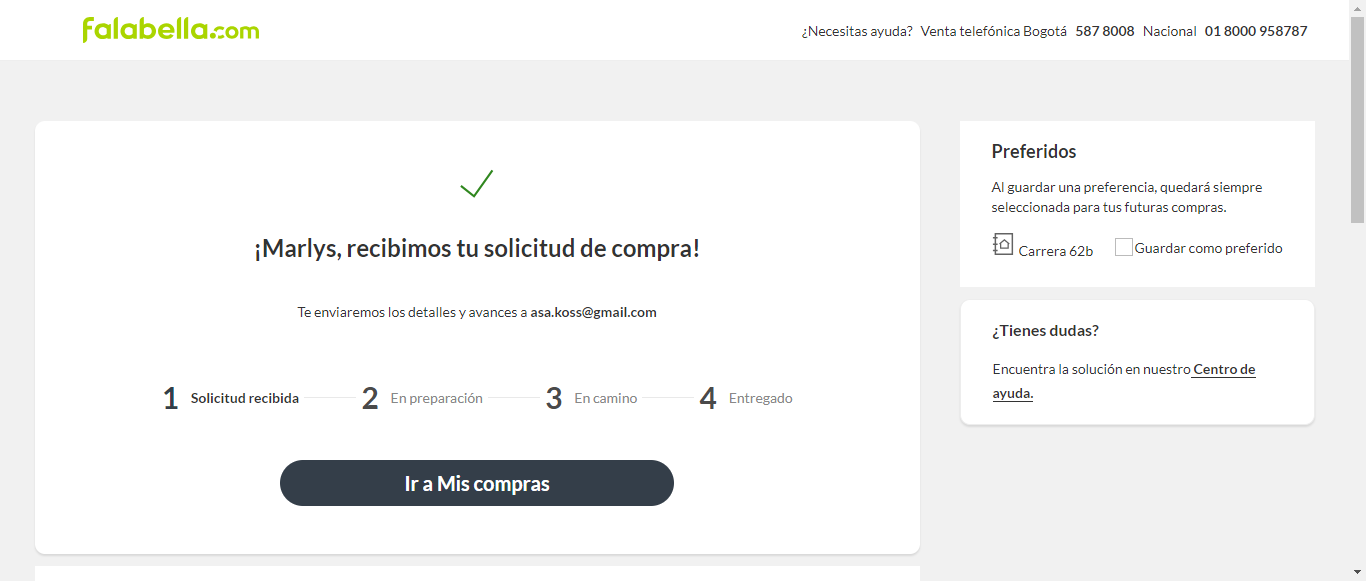 falabella.com
¿Necesitas ayuda? Venta telefónica Bogotá 587 8008 Nacional 01 8000 958787
¡Marlys, recibimos tu solicitud de compra!
Te enviaremos los detalles y avances a asa.koss@gmail.com
1 Solicitud recibida 2 En preparación 3 En camino 4 Entregado
Ir a Mis compras
Preferidos
Al guardar una preferencia, quedará siempre
seleccionada para tus futuras compras.
Carrera 62b Guardar como preferido
¿Tienes dudas?
Encuentra la solución en nuestro Centro de
ayuda.